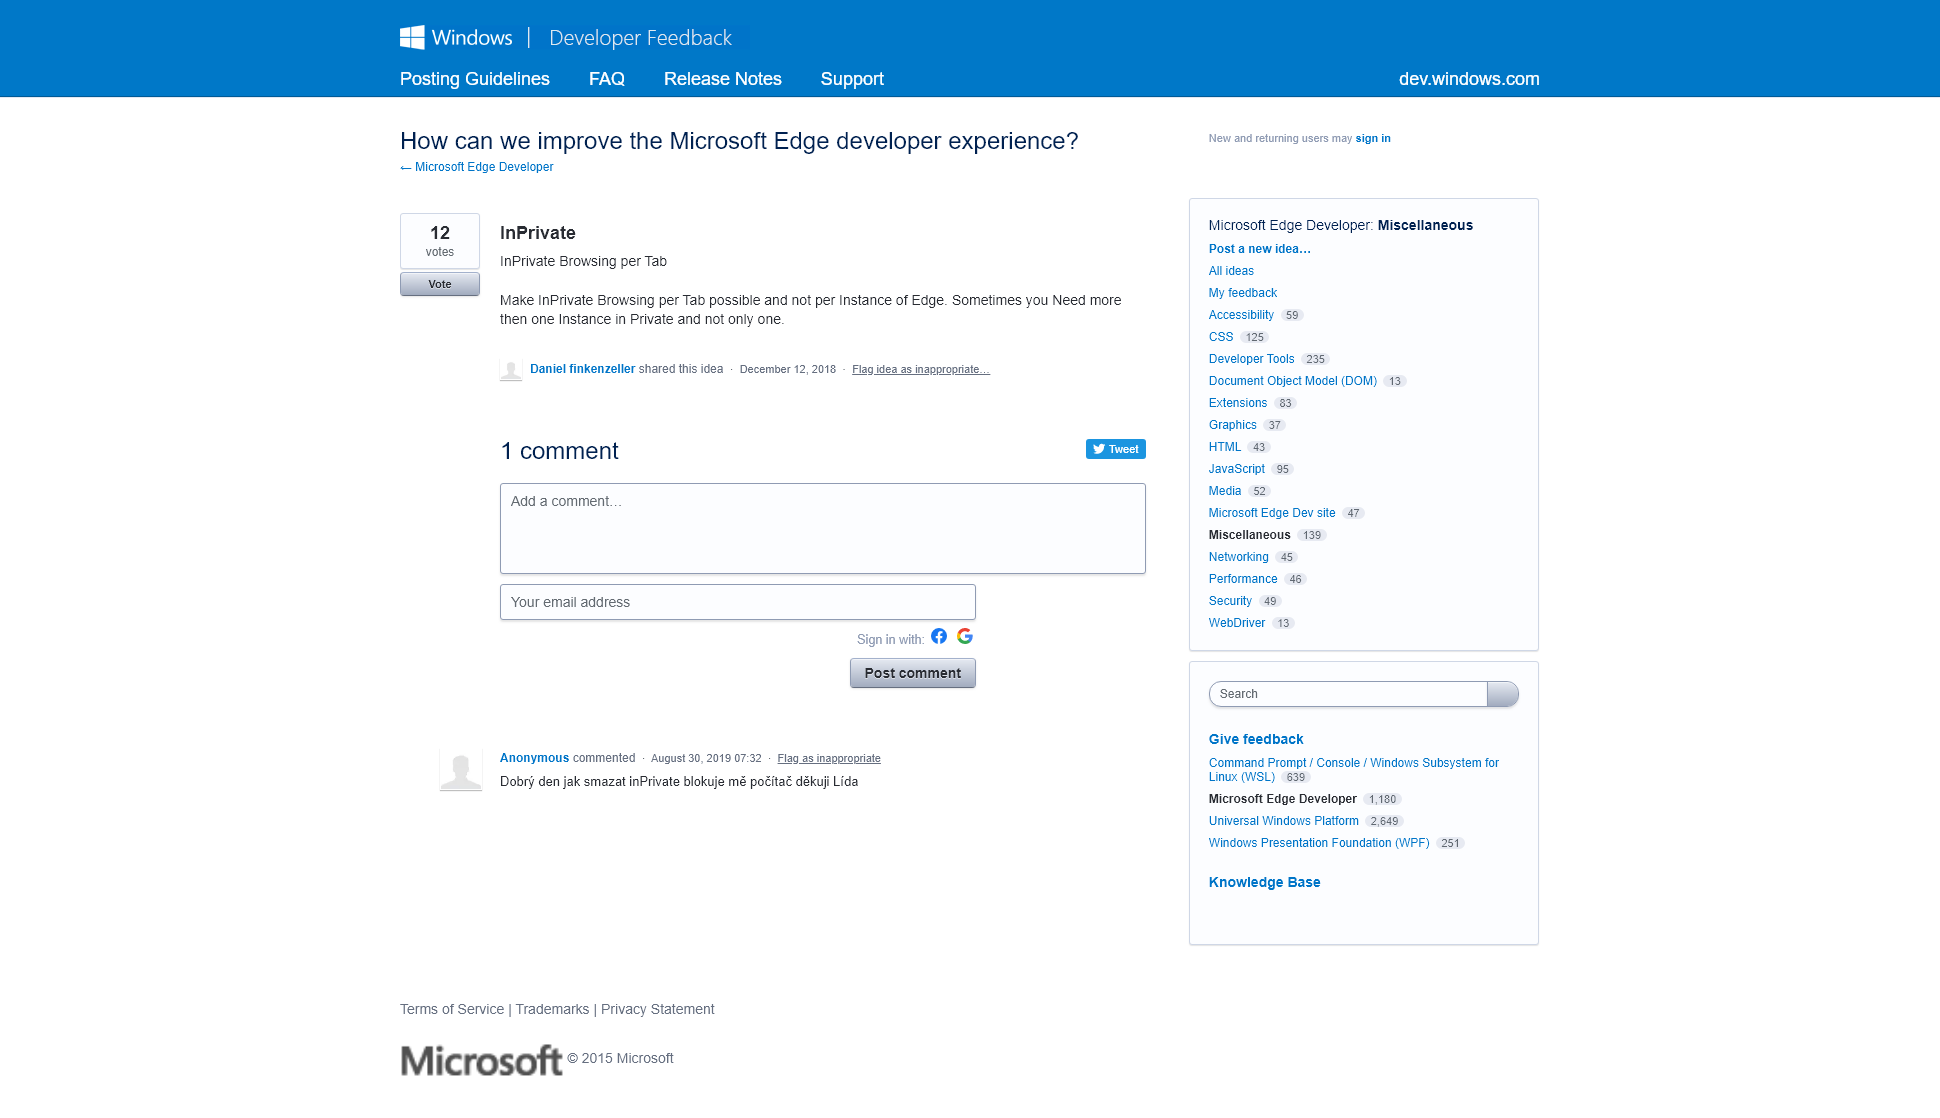 Windows | Developer Feedback
Posting Guidelines FAQ Release Notes Support dev.windows.com
How can we improve the Microsoft Edge developer experience?
← Microsoft Edge Developer
New and returning users may sign in
12
votes
Vote
InPrivate
InPrivate Browsing per Tab
Make InPrivate Browsing per Tab possible and not per Instance of Edge. Sometimes you Need more
then one Instance in Private and not only one.
Daniel finkenzeller shared this idea · December 12, 2018 · Flag idea as inappropriate…
1 comment
Tweet
Add a comment…
Your email address
Sign in with:
Post comment
Anonymous commented · August 30, 2019 07:32 · Flag as inappropriate
Dobrý den jak smazat inPrivate blokuje mě počítač děkuji Lída
Microsoft Edge Developer: Miscellaneous
Post a new idea…
All ideas
My feedback
Accessibility 59
CSS 125
Developer Tools 235
Document Object Model (DOM) 13
Extensions 83
Graphics 37
HTML 43
JavaScript 95
Media 52
Microsoft Edge Dev site 47
Miscellaneous 139
Networking 45
Performance 46
Security 49
WebDriver 13
Search
Give feedback
Command Prompt / Console / Windows Subsystem for
Linux (WSL) 639
Microsoft Edge Developer 1,180
Universal Windows Platform 2,649
Windows Presentation Foundation (WPF) 251
Knowledge Base
Terms of Service | Trademarks | Privacy Statement
Microsoft © 2015 Microsoft